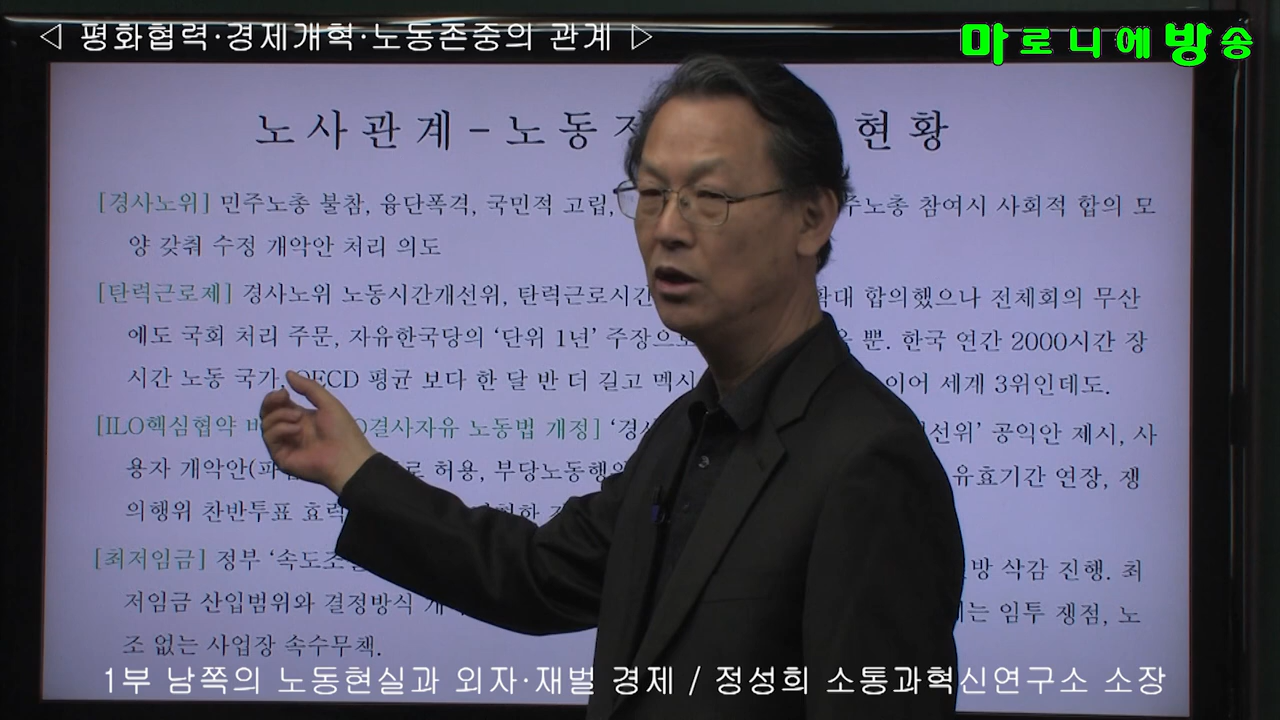 ◁ 평화협력·경제개혁·노동존중의 관계 ▷
마로니에방송
노사관계-노동 현황
[경사노위] 민주노총 불참, 융단폭격, 국민적 고립, 주노총 참여시 사회적 합의 모
양 갖춰 수정 개악안 처리 의도
[탄력근로제] 경사노위 노동시간개선위, 탄력근로시간 확대 합의했으나 전체회의 무산
에도 국회 처리 주문, 자유한국당의 ‘단위 1년’ 주장으로 뿐. 한국 연간 2000시간 장
시간 노동 국가. OECD 평균 보다 한 달 반 더 길고 멕시 이어 세계 3위인데도.
[ILO핵심협약 결사자유 노동법 개정] ‘경사 선위’ 공익안 제시, 사
용자 개악안 허용, 부당노동행위 유효기간 연장, 쟁
의행위 찬반투표 효력
[최저임금] 정부 ‘속도조절 삭감 진행. 최
저임금 산입범위와 결정방식 임투 쟁점, 노
조 없는 사업장 속수무책.
1부 남쪽의 노동현실과 외자·재벌 경제 / 정성희 소통과혁신연구소 소장